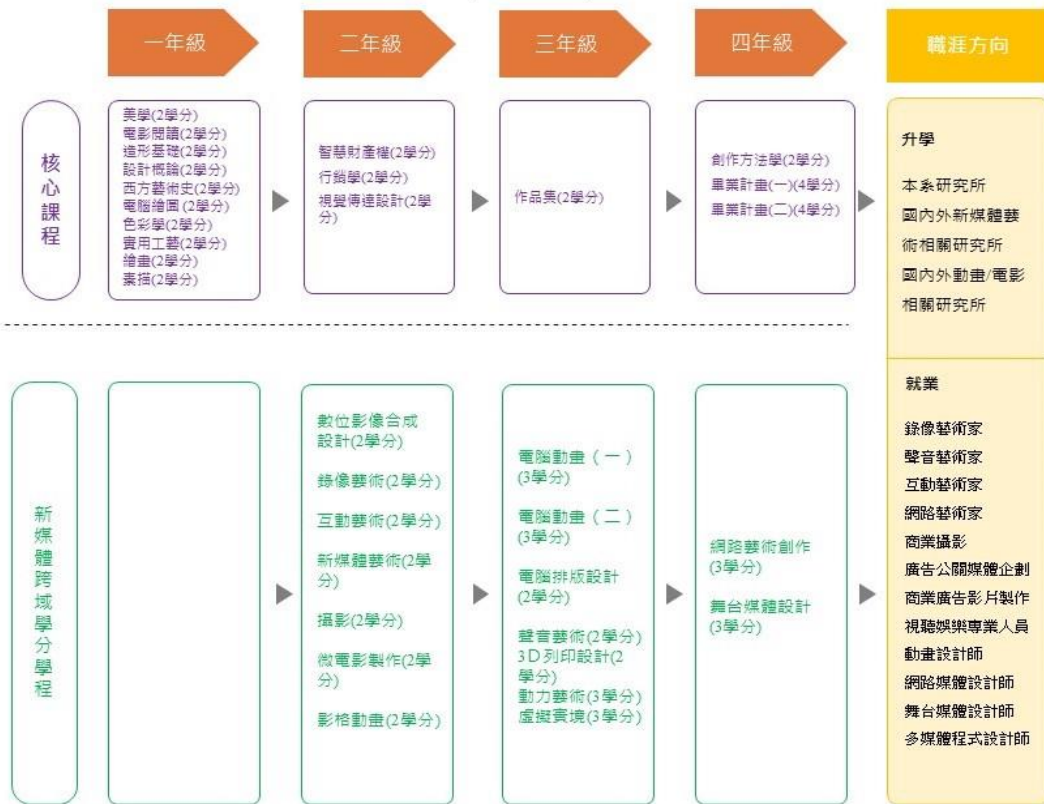 一年級
二年級
三年級
四年級
職涯方向
核心課程
美學(2學分)
電影閱讀(2學分)
造形基礎(2學分)
設計概論(2學分)
西方藝術史(2學分)
電腦繪圖(2學分)
色彩學(2學分)
實用工藝(2學分)
繪畫(2學分)
素描(2學分)
智慧財產權(2學分)
行銷學(2學分)
視覺傳達設計(2學分
)
作品集(2學分)
創作方法學(2學分)
畢業計畫(一)(4學分)
畢業計畫(二)(4學分)
升學
本系研究所
國內外新媒體藝
術相關研究所
國內外動畫/電影
相關研究所
新媒體跨域學分學程
數位影像合成
設計(2學分)
錄像藝術(2學分)
互動藝術(2學分)
新媒體藝術(2學
分)
攝影(2學分)
微電影製作(2學
分)
影格動畫(2學分)
電腦動畫（一）
(3學分)
電腦動畫（二）
(3學分)
電腦排版設計
(2學分)
聲音藝術(2學分)
3D列印設計(2
學分)
動力藝術(3學分)
虛擬實境(3學分)
網路藝術創作
(3學分)
舞台媒體設計
(3學分)
就業
錄像藝術家
聲音藝術家
互動藝術家
網路藝術家
商業攝影
廣告公關媒體企劃
商業廣告影片製作
視聽娛樂專業人員
動畫設計師
網路媒體設計師
舞台媒體設計師
多媒體程式設計師